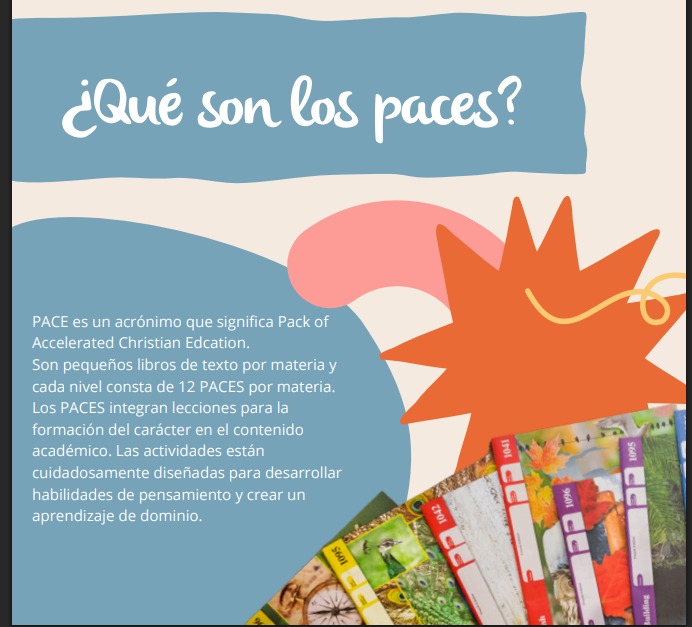 ¿Qué son los paces?
PACE es un acrónimo que significa Pack of
Accelerated Christian Edcation.
Son pequeños libros de texto por materia y
cada nivel consta de 12 PACES por materia.
Los PACES integran lecciones para la
formación del carácter en el contenido
académico. Las actividades están
cuidadosamente diseñadas para desarrollar
habilidades de pensamiento y crear un
aprendizaje de dominio.
1041
1095
1096
1042
1095
Building